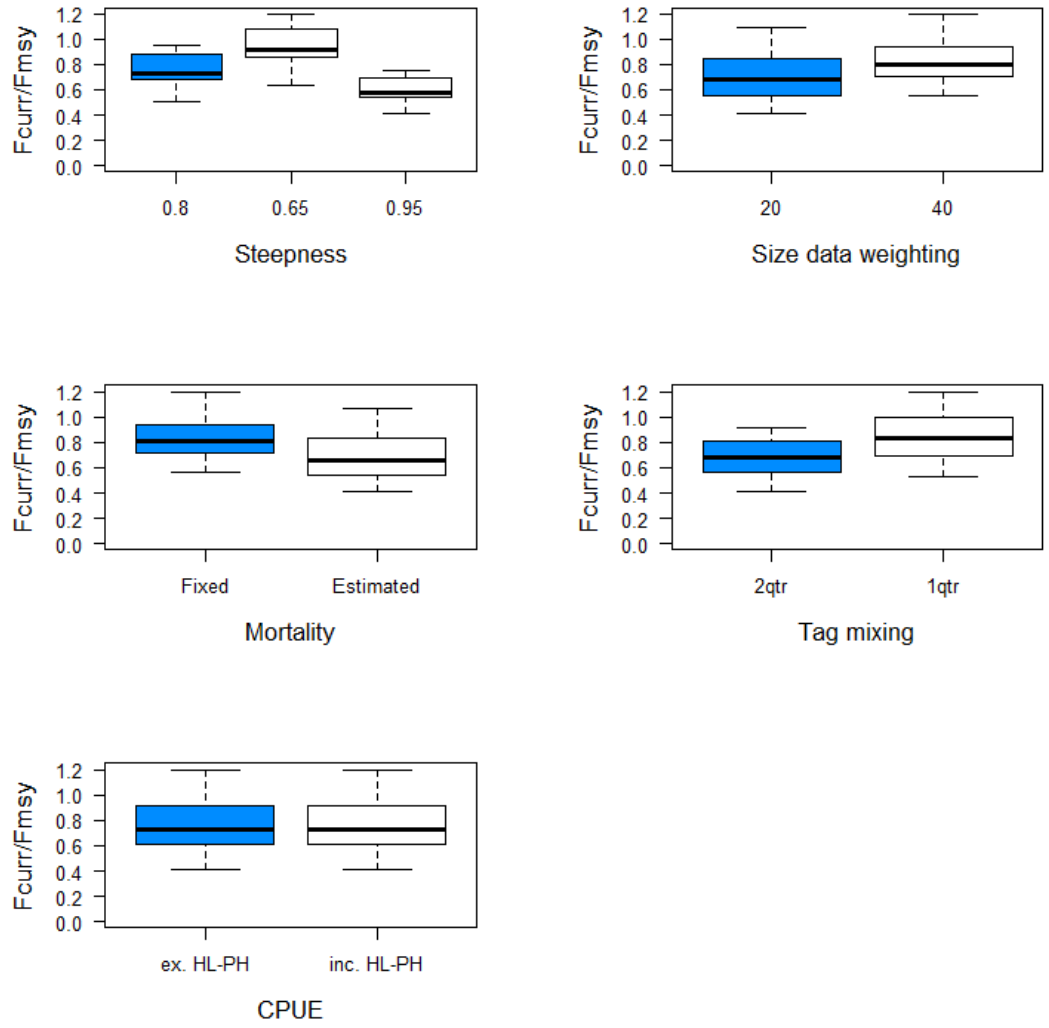 Fcurr/Fmsy
1.2
1.0
0.8
0.6
0.4
0.2
0.0
0.8 0.65 0.95
Steepness
Fcurr/Fmsy
1.2
1.0
0.8
0.6
0.4
0.2
0.0
20 40
Size data weighting
Fcurr/Fmsy
1.2
1.0
0.8
0.6
0.4
0.2
0.0
Fixed Estimated
Mortality
Fcurr/Fmsy
1.2
1.0
0.8
0.6
0.4
0.2
0.0
2qtr 1qtr
Tag mixing
Fcurr/Fmsy
1.2
1.0
0.8
0.6
0.4
0.2
0.0
ex. HL-PH inc. HL-PH
CPUE